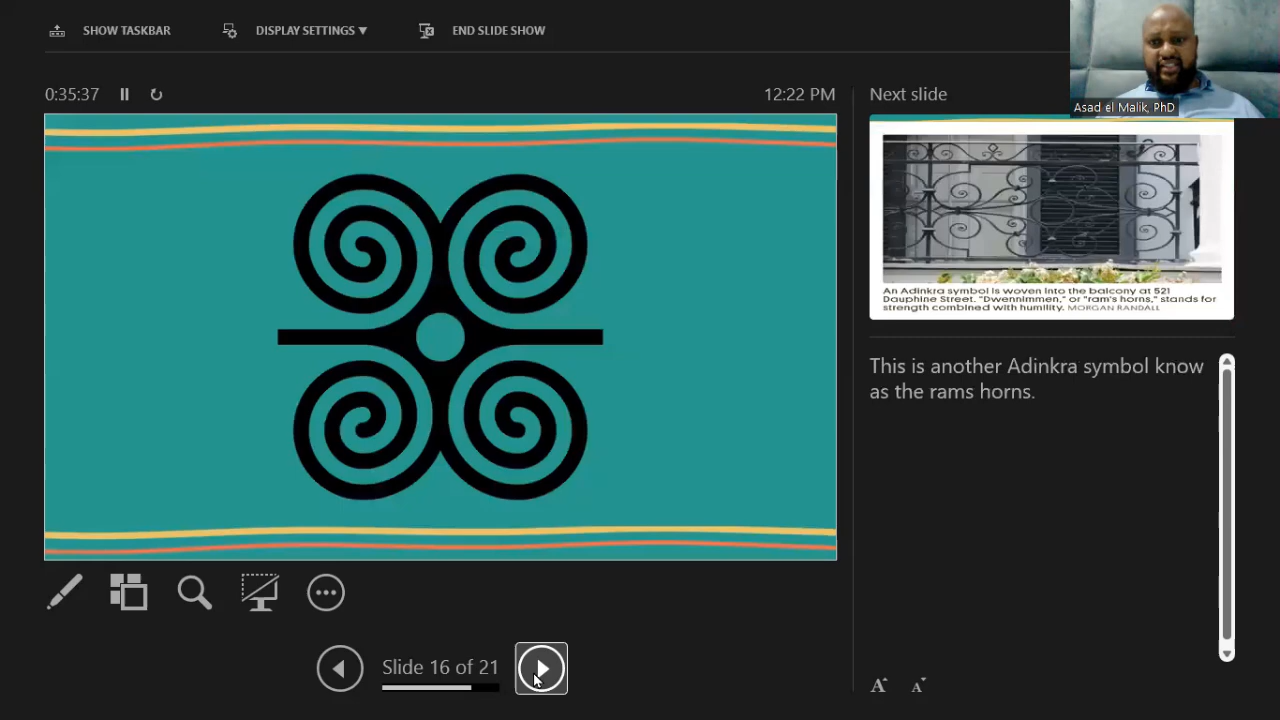 SHOW TASKBAR
DISPLAY SETTINGS ▼
END SLIDE SHOW
Asad el Malik, PhD
0:35:37
12:22 PM
Next slide
An Adinkra symbol is woven into the balcony at 521
Dauphine Street. "Dwennimmen," or "ram's horns," stands for
strength combined with humility. MORGAN RANDALL
This is another Adinkra symbol know
as the rams horns.
Slide 16 of 21
A
A